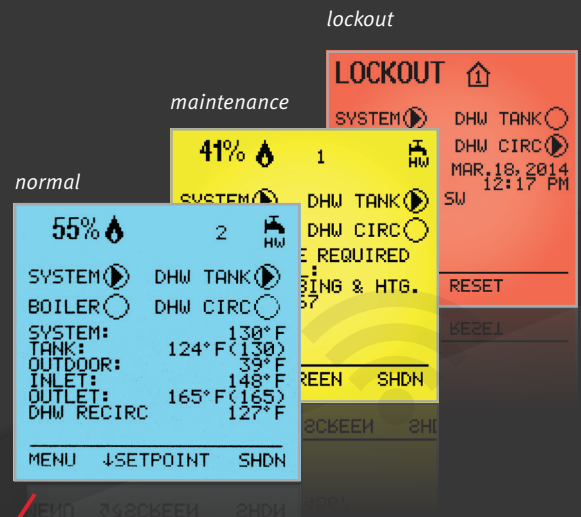 lockout
LOCKOUT 1
SYSTEM DHW TANK
DHW CIRC
MAR.18,2014
12:17 PM
SW
RESET
maintenance
41% 1 HW
SYSTEM DHW TANK
DHW CIRC
REQUIRED
& HTG.
SHDN
normal
55% 2 HW
SYSTEM DHW TANK
BOILER DHW CIRC
SYSTEM: 130°F
TANK: 124°F(130)
OUTDOOR: 39°F
INLET: 148°F
OUTLET: 165°F(165)
DHW RECIRC 127°F
MENU ↓SETPOINT SHDN